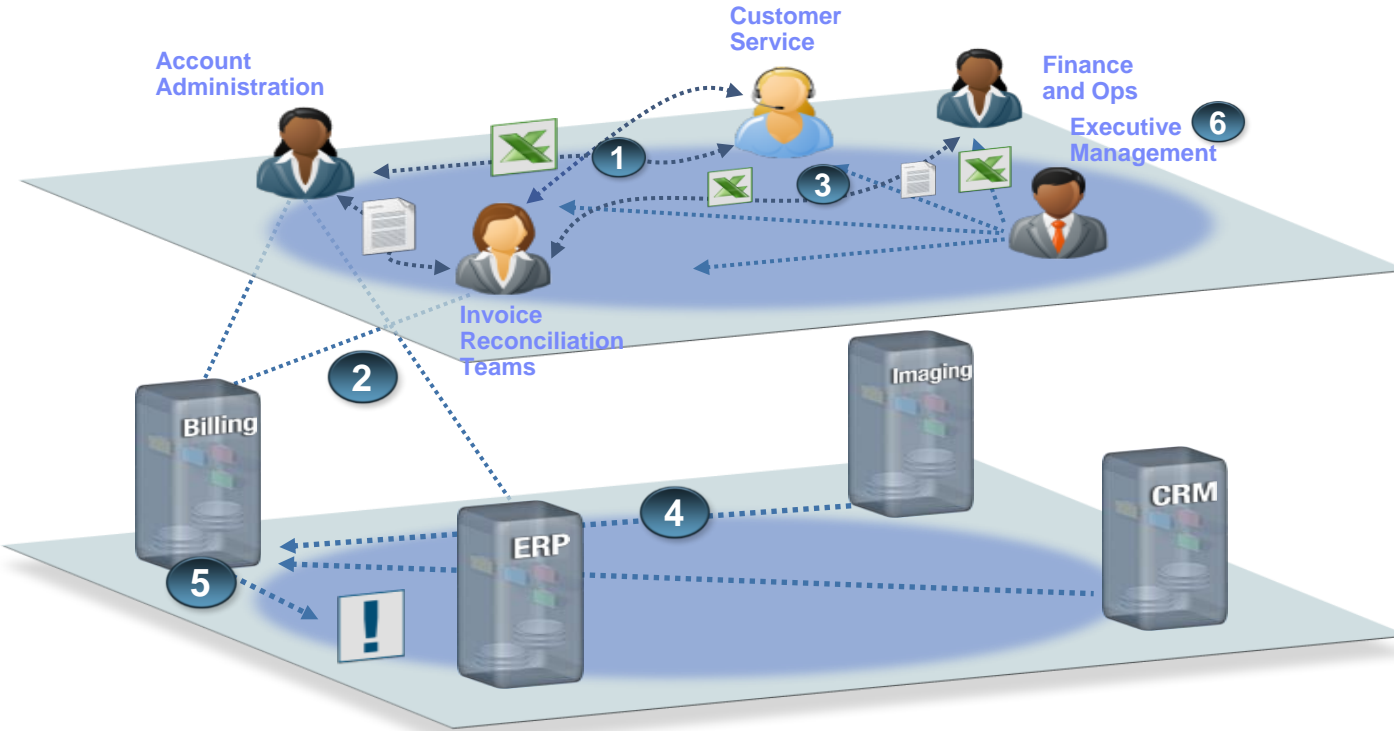 Customer
Service
Account
Administration
Finance
and Ops
Executive
Management
6
1
3
Invoice
Reconciliation
Teams
2
Imaging
Billing
CRM
4
ERP
5
!